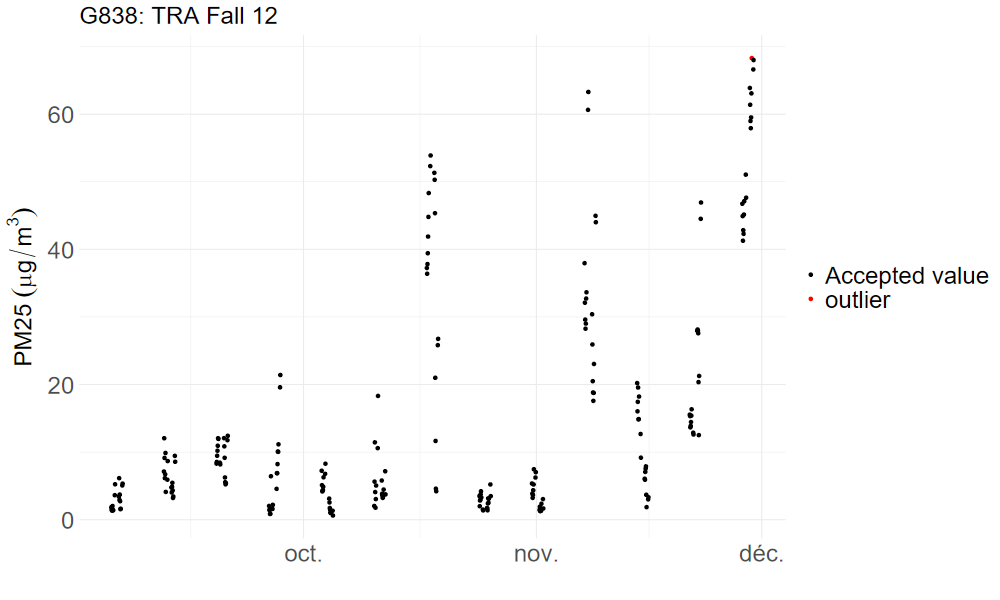 G838: TRA Fall 12
60
40
20
0
PM25 (μg/m³)
oct.
nov.
déc.
Accepted value
outlier